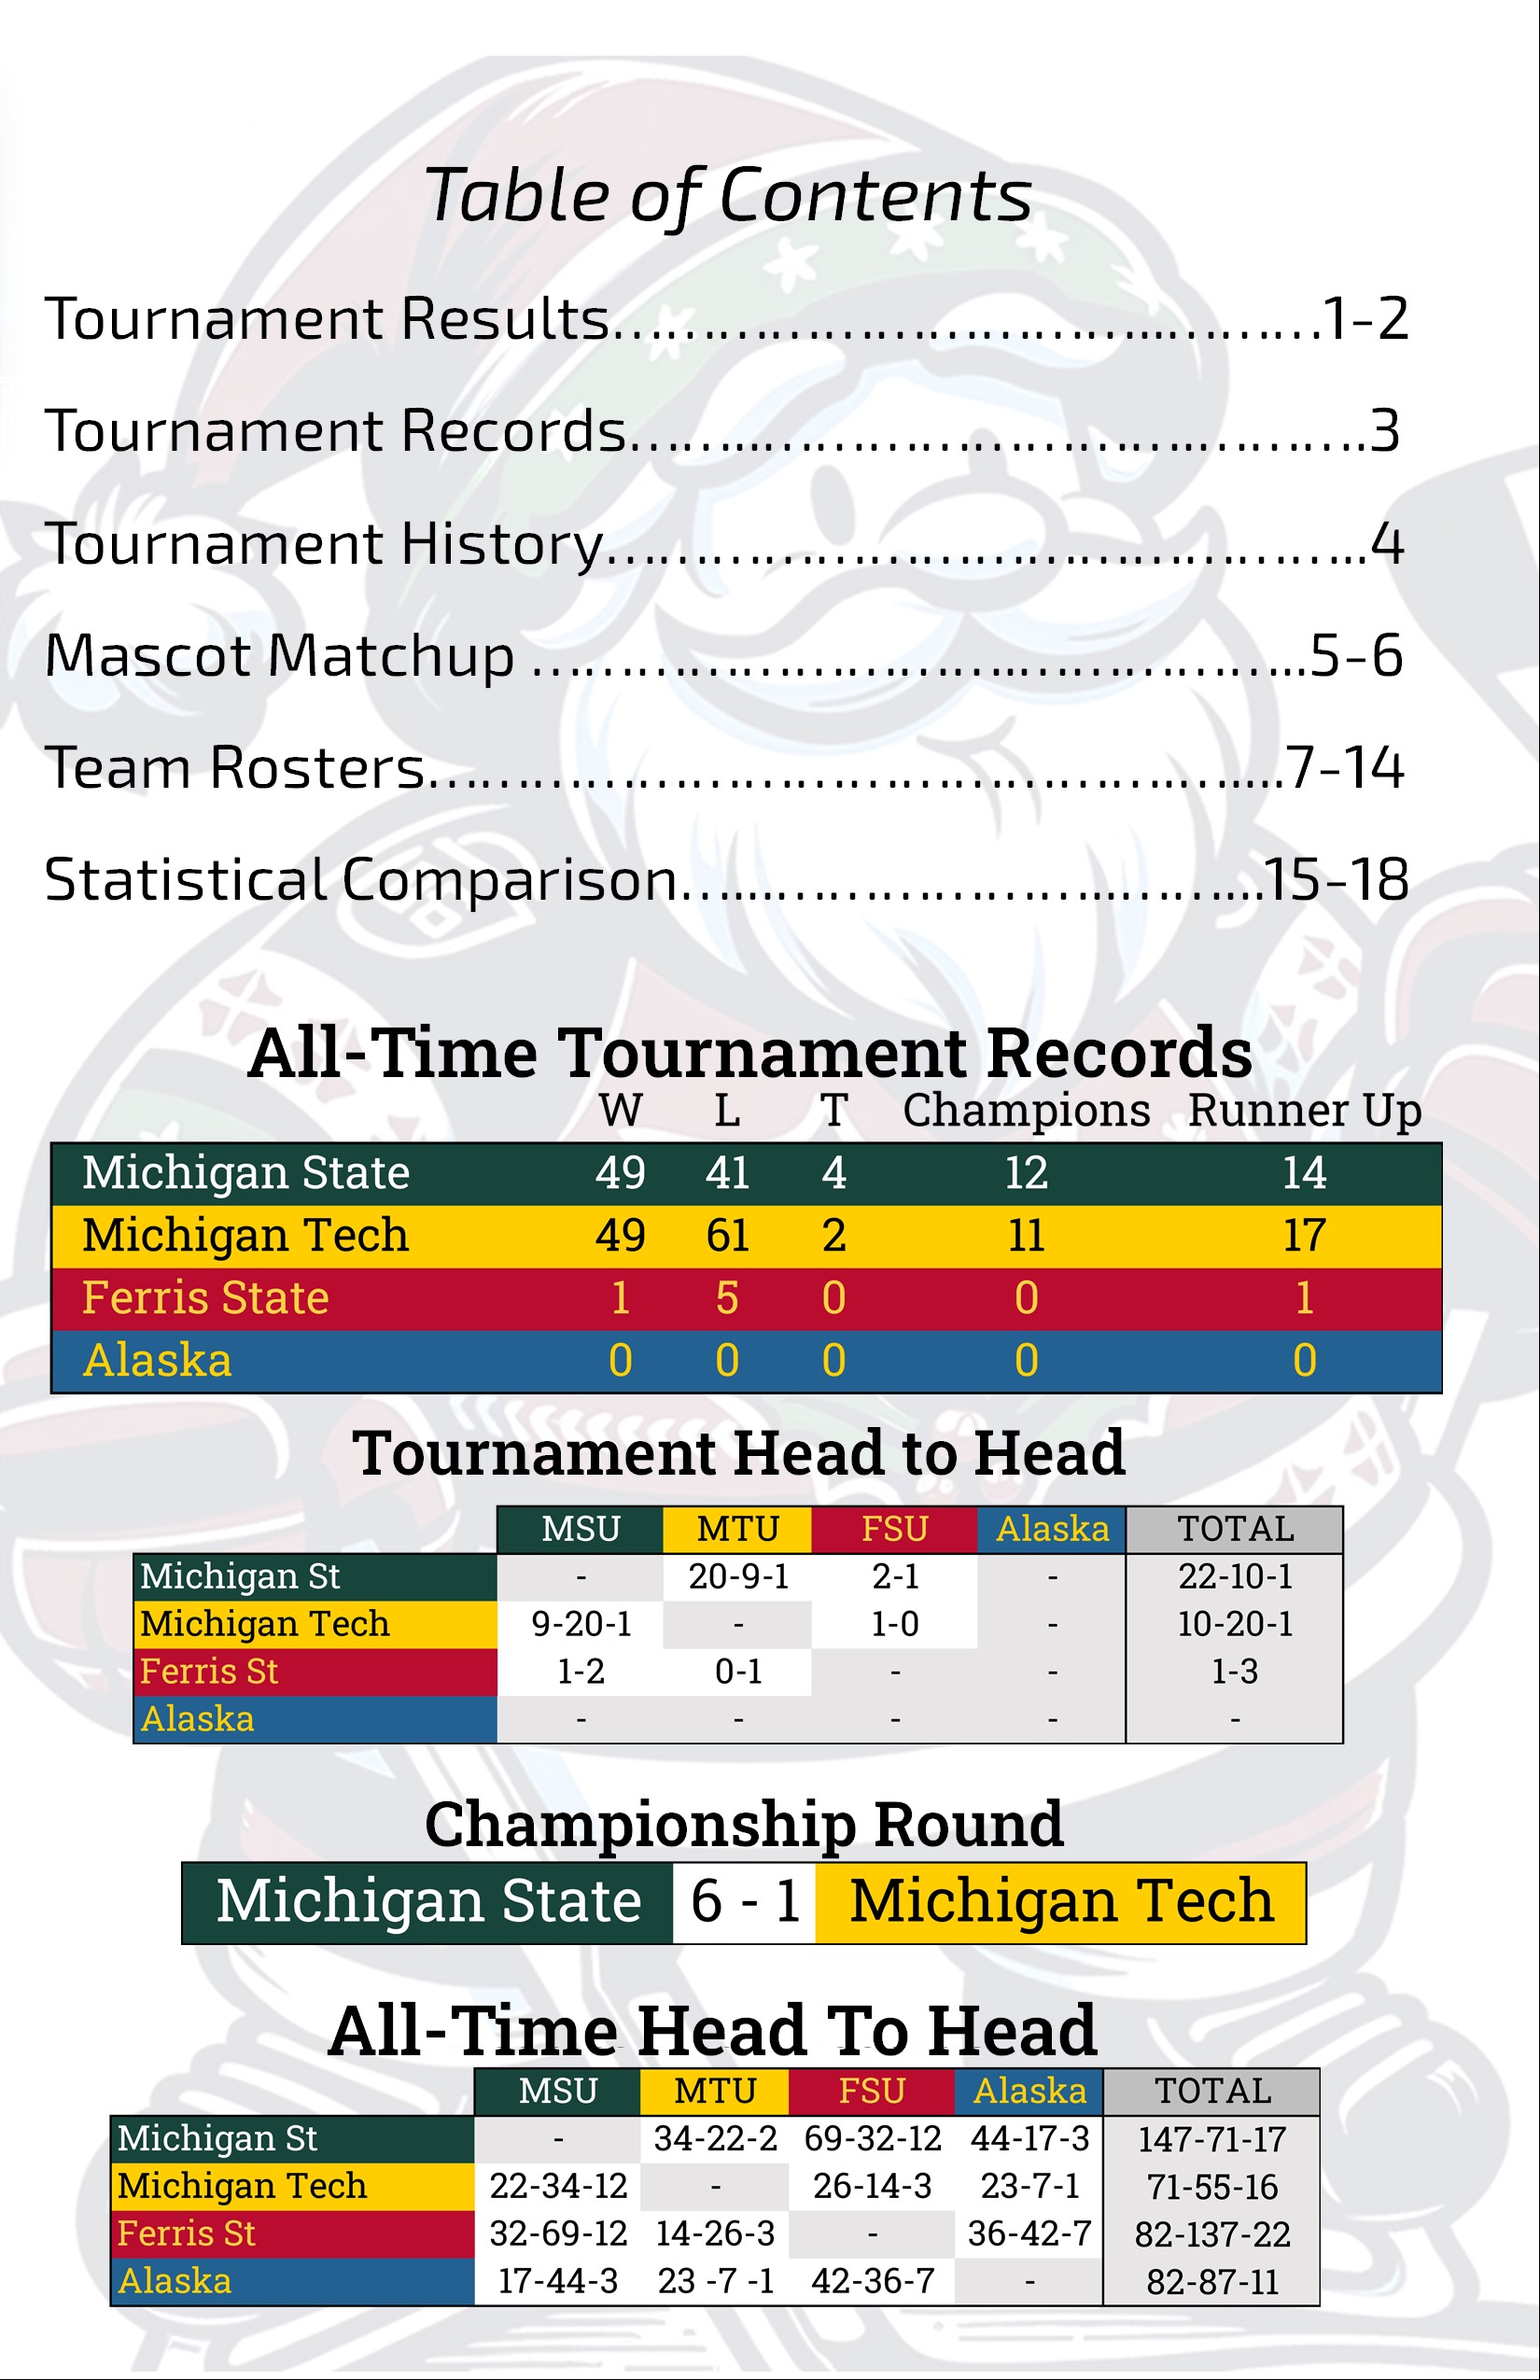 Table of Contents
Tournament Results..........................................1-2
Tournament Records..........................................3
Tournament History..........................................4
Mascot Matchup ..........................................5-6
Team Rosters..........................................7-14
Statistical Comparison..........................................15-18
All-Time Tournament Records
W L T Champions Runner Up
Michigan State 49 41 4 12 14
Michigan Tech 49 61 2 11 17
Ferris State 1 5 0 0 1
Alaska 0 0 0 0 0
Tournament Head to Head
MSU MTU FSU Alaska TOTAL
Michigan St - 20-9-1 2-1 - 22-10-1
Michigan Tech 9-20-1 - 1-0 - 10-20-1
Ferris St 1-2 0-1 - - 1-3
Alaska - - - - -
Championship Round
Michigan State 6 - 1 Michigan Tech
All-Time Head To Head
MSU MTU FSU Alaska TOTAL
Michigan St - 34-22-2 69-32-12 44-17-3 147-71-17
Michigan Tech 22-34-12 - 26-14-3 23-7-1 71-55-16
Ferris St 32-69-12 14-26-3 - 36-42-7 82-137-22
Alaska 17-44-3 23 -7 -1 42-36-7 - 82-87-11